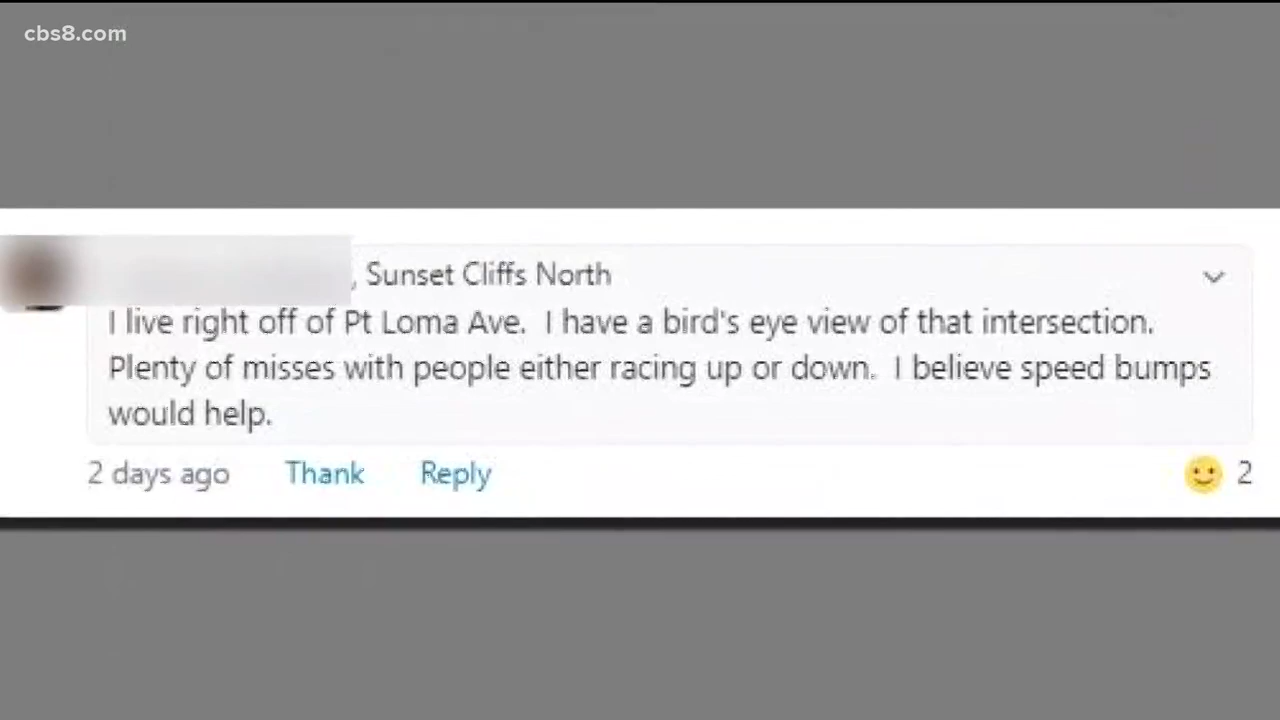 cbs8.com
, Sunset Cliffs North
I live right off of Pt Loma Ave.  I have a bird's eye view of that intersection.
Plenty of misses with people either racing up or down.  I believe speed bumps
would help.
2 days ago Thank Reply 2